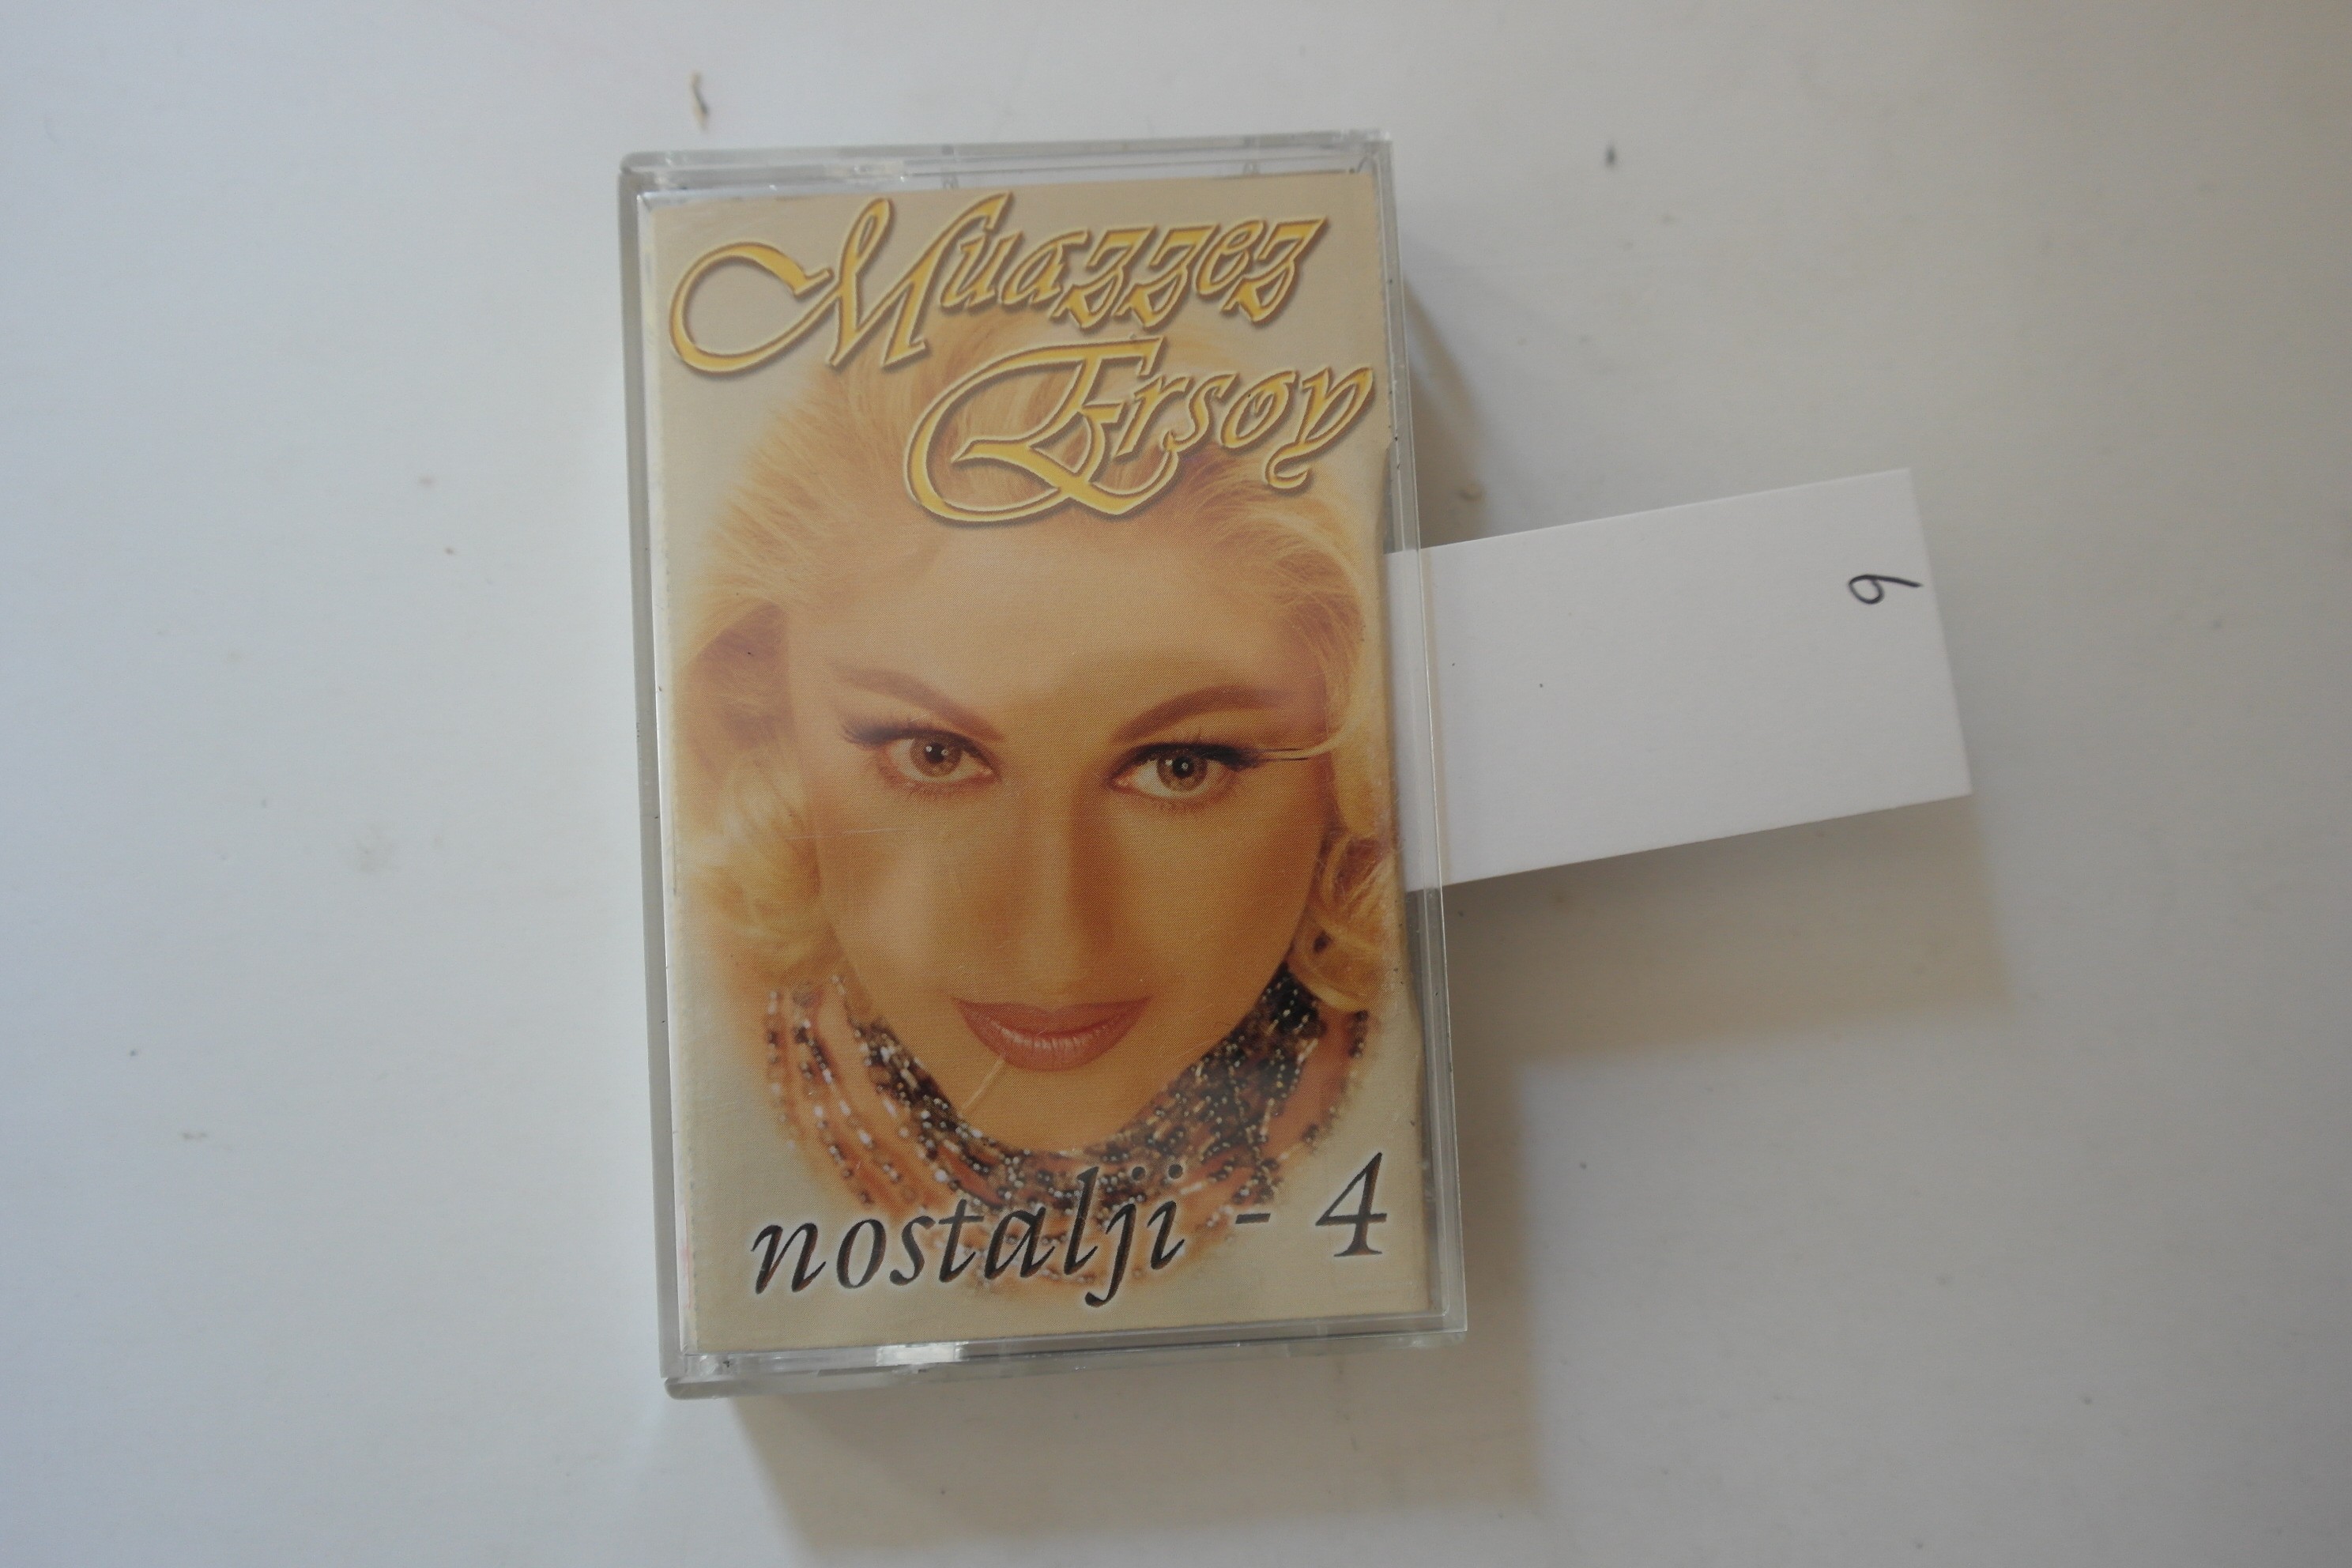 Muazzez
Ersoy
nostalji - 4
9